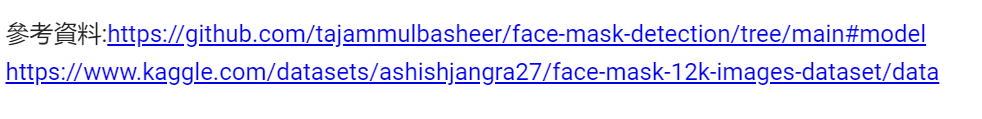 參考資料:https://github.com/tajammulbasheer/face-mask-detection/tree/main#model
https://www.kaggle.com/datasets/ashishjangra27/face-mask-12k-images-dataset/data